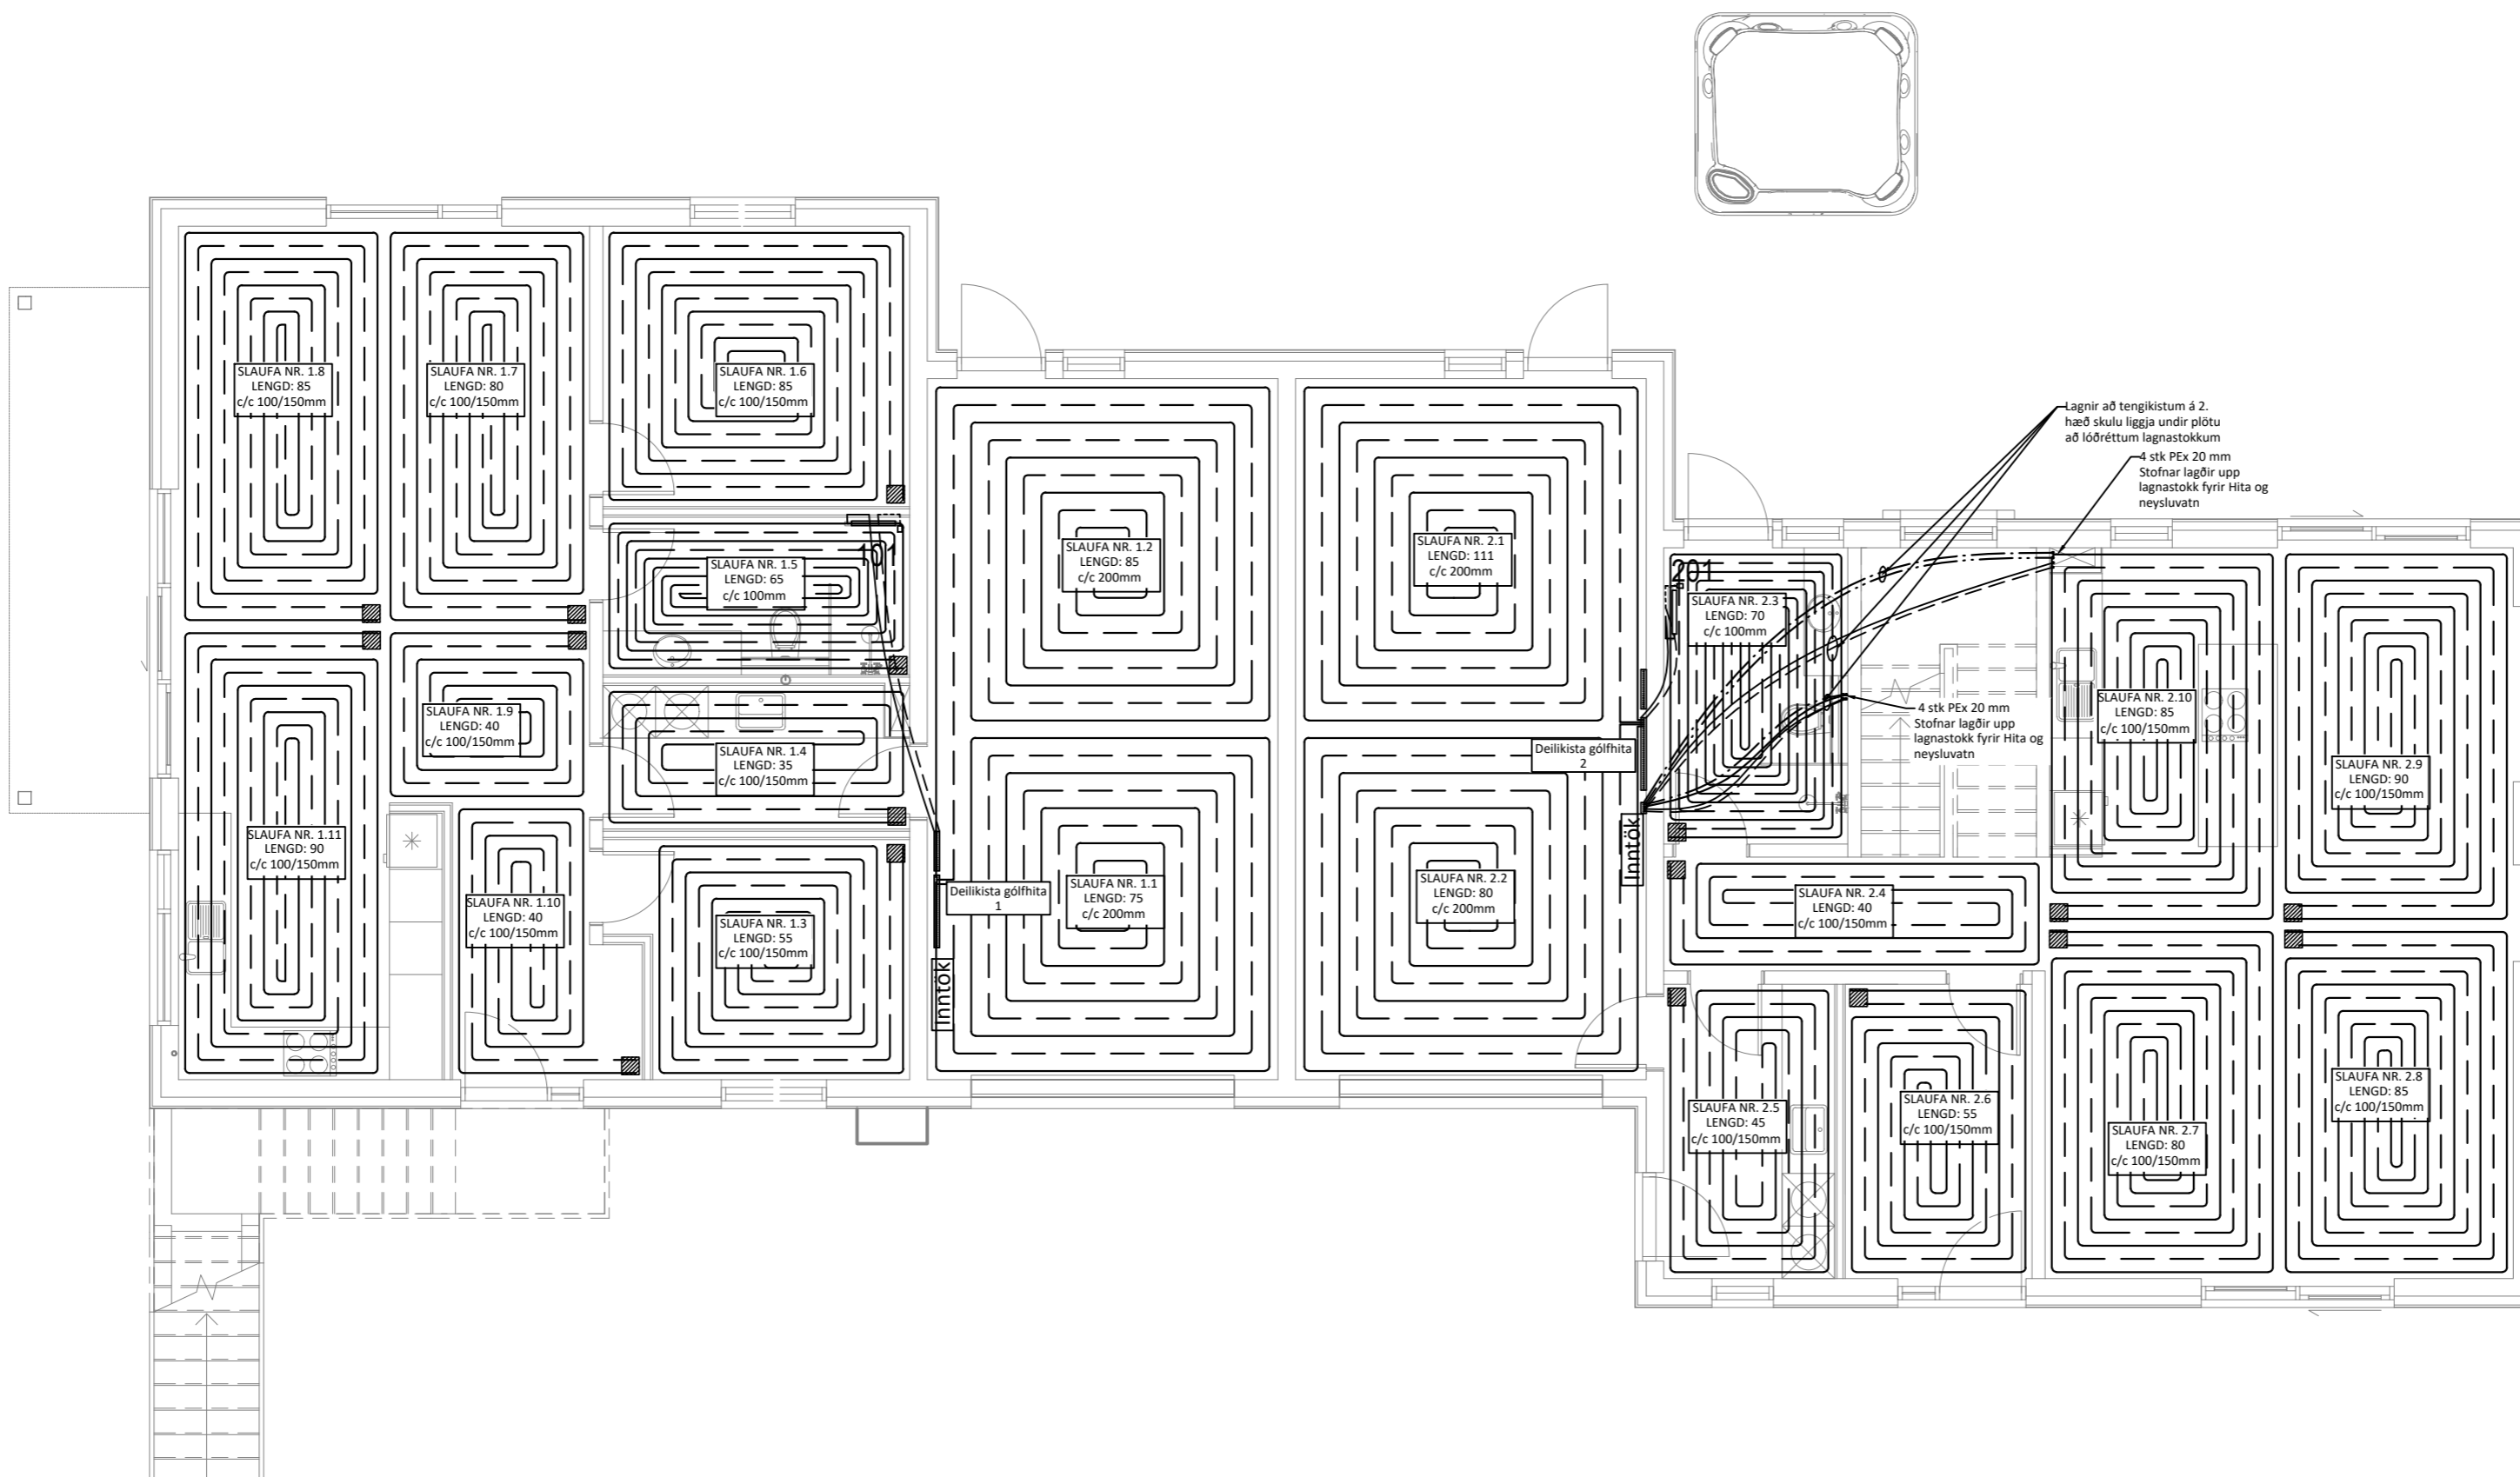 SLAUFA NR. 1.8
LENGD: 85
c/c 100/150mm
SLAUFA NR. 1.7
LENGD: 80
c/c 100/150mm
SLAUFA NR. 1.6
LENGD: 85
c/c 100/150mm
SLAUFA NR. 1.5
LENGD: 65
c/c 100mm
101
SLAUFA NR. 1.2
LENGD: 85
c/c 200mm
SLAUFA NR. 2.1
LENGD: 111
c/c 200mm
201
SLAUFA NR. 2.3
LENGD: 70
c/c 100mm
Lagnir að tengikistum á 2.
hæð skulu liggja undir plötu
að lóðréttum lagnastokkum
4 stk PEx 20 mm
Stofnar lagðir upp
lagnastokk fyrir Hita og
neysluvatn
4 stk PEx 20 mm
Stofnar lagðir upp
lagnastokk fyrir Hita og
neysluvatn
SLAUFA NR. 2.10
LENGD: 85
c/c 100/150mm
SLAUFA NR. 2.9
LENGD: 90
c/c 100/150mm
SLAUFA NR. 1.9
LENGD: 40
c/c 100/150mm
SLAUFA NR. 1.4
LENGD: 35
c/c 100/150mm
Deilikista gólfhita
2
Inntök
SLAUFA NR. 1.11
LENGD: 90
c/c 100/150mm
SLAUFA NR. 1.10
LENGD: 40
c/c 100/150mm
SLAUFA NR. 1.3
LENGD: 55
c/c 100/150mm
Deilikista gólfhita
1
Inntök
SLAUFA NR. 1.1
LENGD: 75
c/c 200mm
SLAUFA NR. 2.2
LENGD: 80
c/c 200mm
SLAUFA NR. 2.4
LENGD: 40
c/c 100/150mm
SLAUFA NR. 2.5
LENGD: 45
c/c 100/150mm
SLAUFA NR. 2.6
LENGD: 55
c/c 100/150mm
SLAUFA NR. 2.7
LENGD: 80
c/c 100/150mm
SLAUFA NR. 2.8
LENGD: 85
c/c 100/150mm